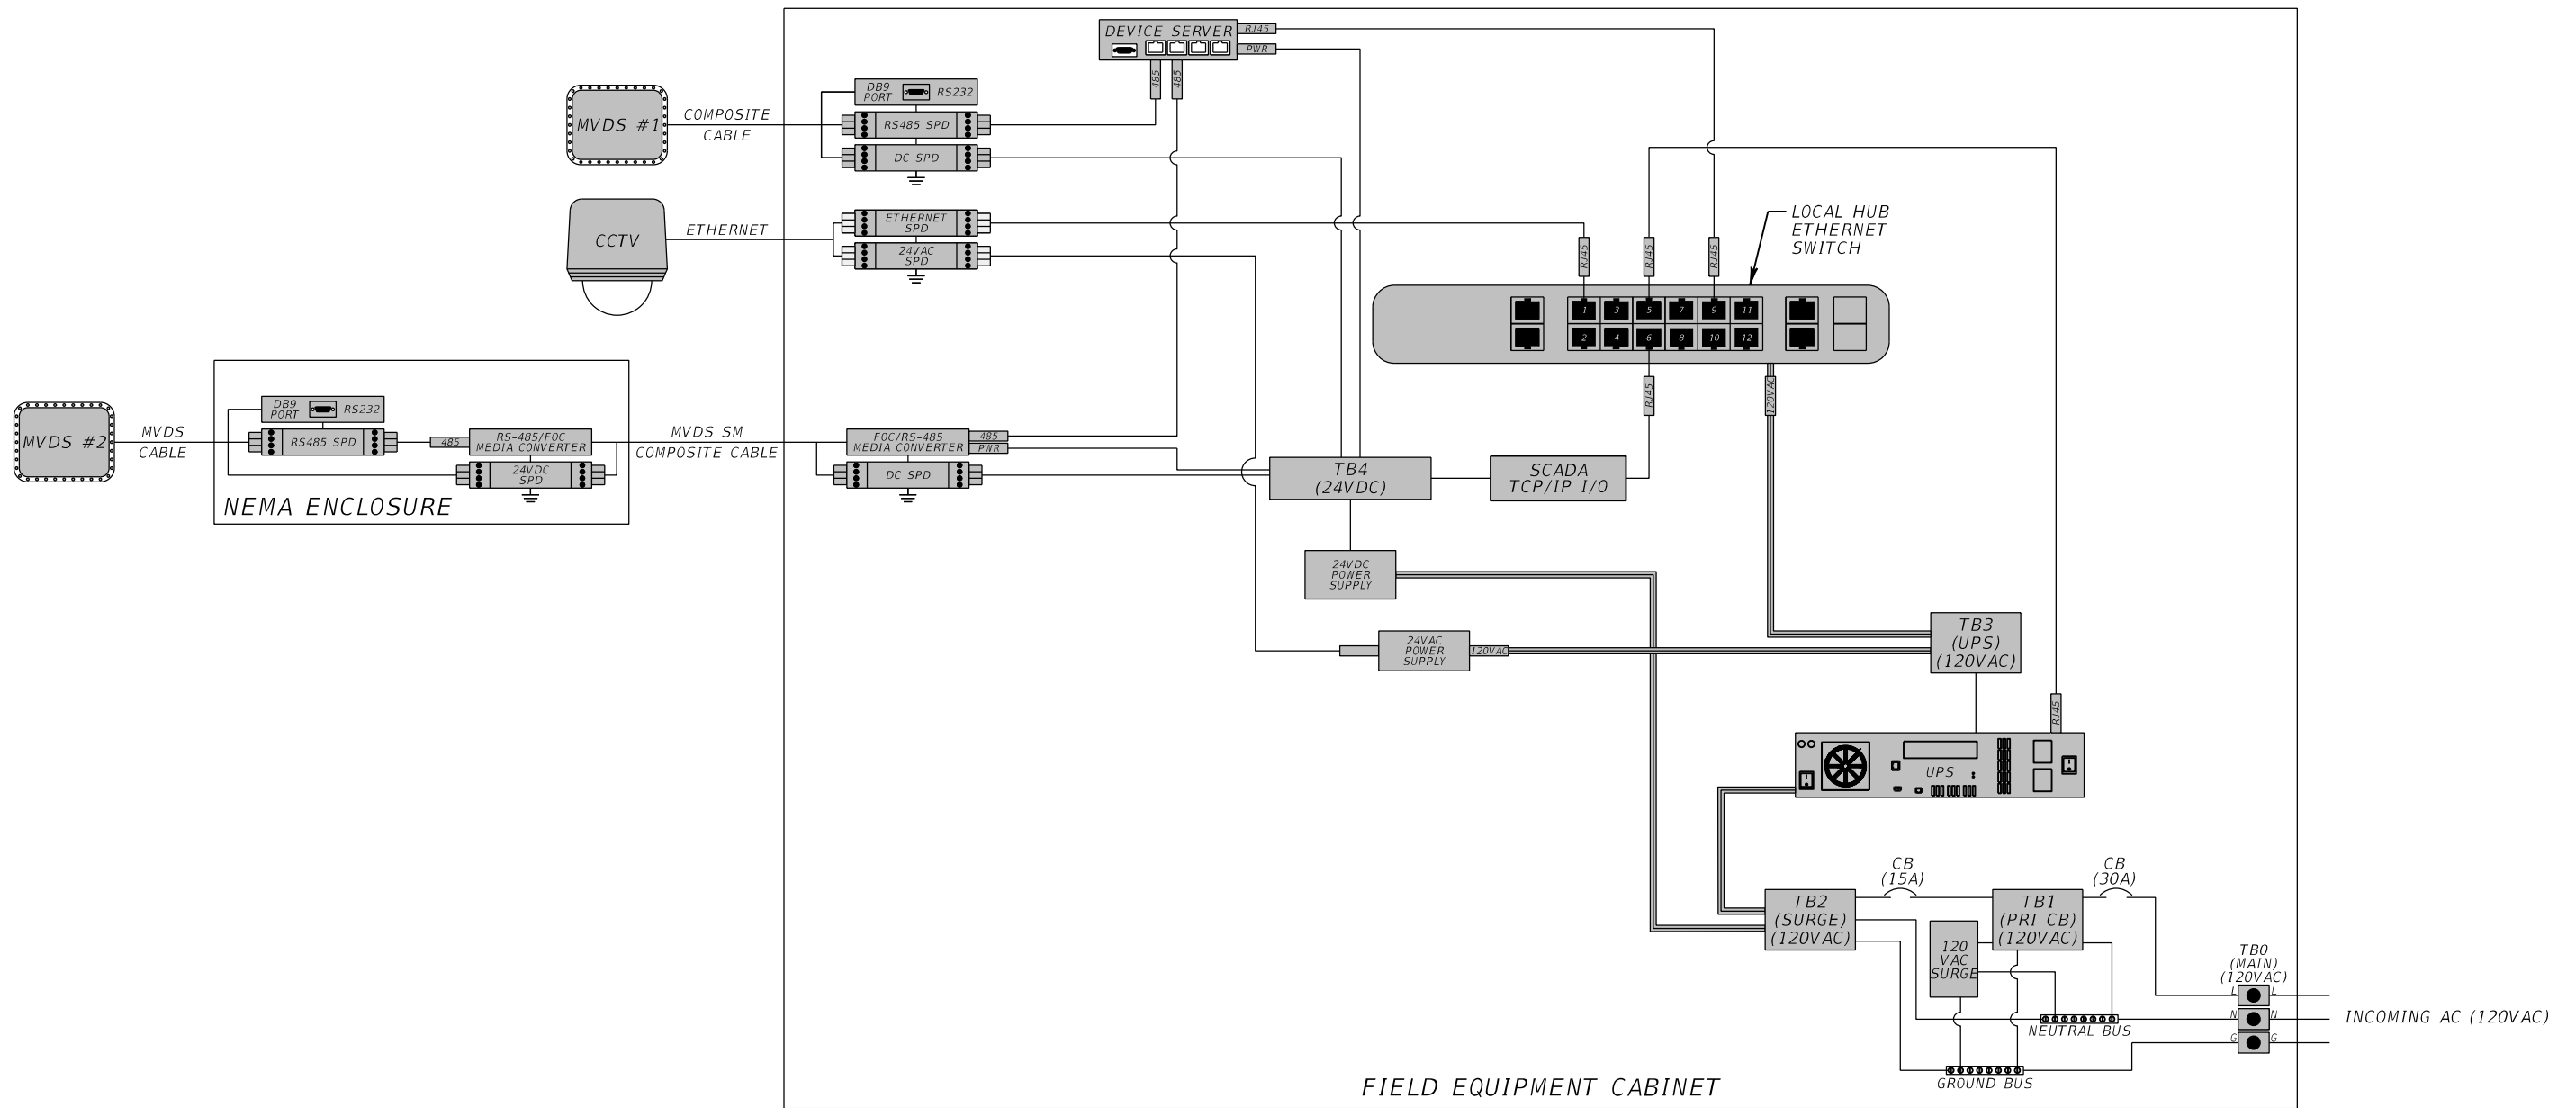 DEVICE SERVER
RJ45
PWR
485
485
DB9
PORT
RS232
RS485 SPD
DC SPD
MVDS #1
COMPOSITE
CABLE
CCTV
ETHERNET
ETHERNET
SPD
24VAC
SPD
LOCAL HUB
ETHERNET
SWITCH
RJ45
RJ45
RJ45
1
3
5
7
9
11
2
4
6
8
10
12
RJ45
120VAC
MVDS #2
MVDS
CABLE
DB9
PORT
RS232
RS485 SPD
485
RS-485/FOC
MEDIA CONVERTER
24VDC
SPD
NEMA ENCLOSURE
MVDS SM
COMPOSITE CABLE
FOC/RS-485
MEDIA CONVERTER
485
PWR
DC SPD
TB4
(24VDC)
SCADA
TCP/IP I/O
24VDC
POWER
SUPPLY
24VAC
POWER
SUPPLY
120VAC
TB3
(UPS)
(120VAC)
RJ45
UPS
CB
(15A)
CB
(30A)
TB2
(SURGE)
(120VAC)
TB1
(PRI CB)
(120VAC)
120
VAC
SURGE
TB0
(MAIN)
(120VAC)
L
L
N
N
G
G
INCOMING AC (120VAC)
NEUTRAL BUS
GROUND BUS
FIELD EQUIPMENT CABINET